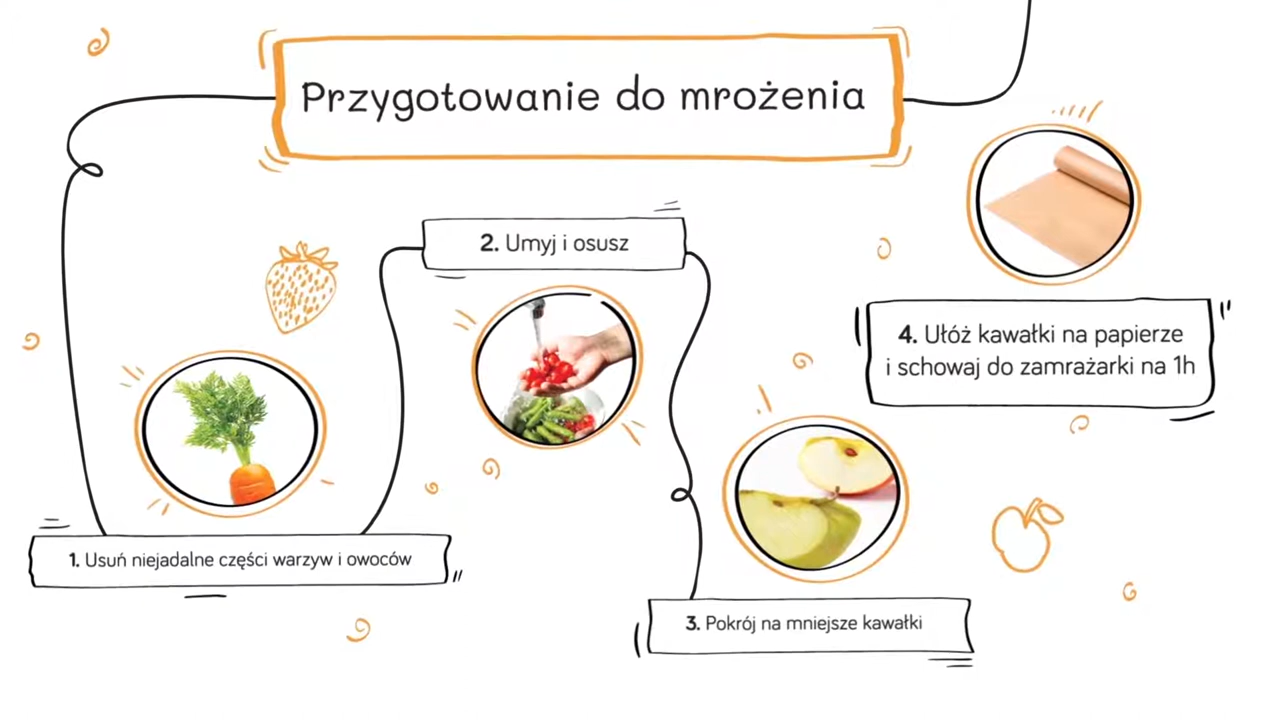 Przygotowanie do mrożenia
1. Usuń niejadalne części warzyw i owoców
2. Umyj i osusz
3. Pokrój na mniejsze kawałki
4. Ułóż kawałki na papierze
i schowaj do zamrażarki na 1h